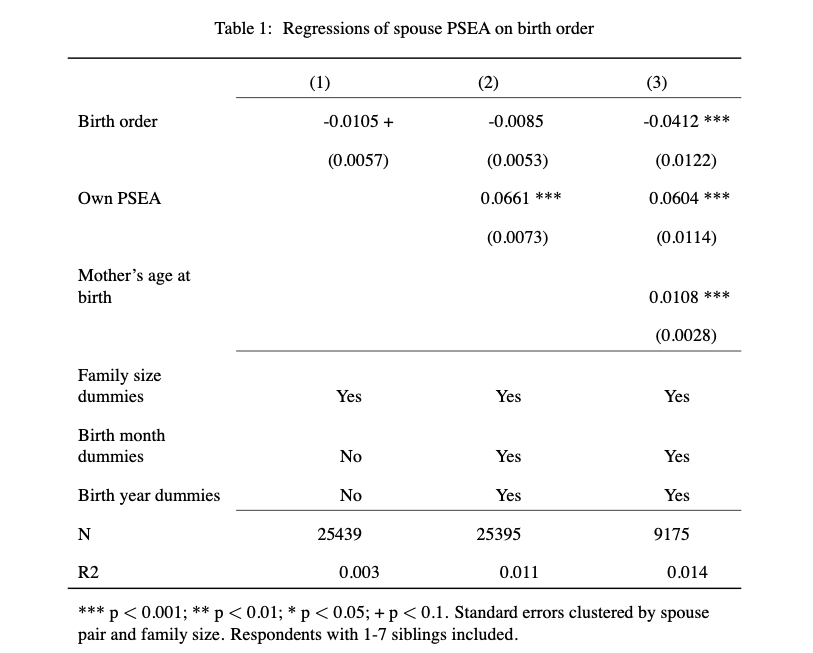 Table 1: Regressions of spouse PSEA on birth order
(1) (2) (3)
Birth order -0.0105 + -0.0085 -0.0412 ***
(0.0057) (0.0053) (0.0122)
Own PSEA 0.0661 *** 0.0604 ***
(0.0073) (0.0114)
Mother's age at
birth 0.0108 ***
(0.0028)
Family size
dummies Yes Yes Yes
Birth month
dummies No Yes Yes
Birth year dummies No Yes Yes
N 25439 25395 9175
R2 0.003 0.011 0.014
*** p < 0.001; ** p < 0.01; * p < 0.05; + p < 0.1. Standard errors clustered by spouse
pair and family size. Respondents with 1-7 siblings included.